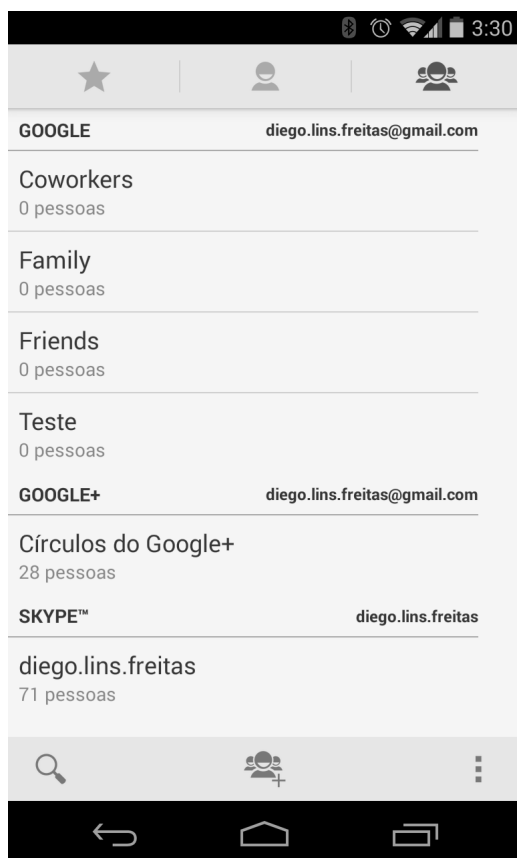 3:30
GOOGLE diego.lins.freitas@gmail.com
Coworkers
0 pessoas
Family
0 pessoas
Friends
0 pessoas
Teste
0 pessoas
GOOGLE+ diego.lins.freitas@gmail.com
Círculos do Google+
28 pessoas
SKYPE™ diego.lins.freitas
diego.lins.freitas
71 pessoas